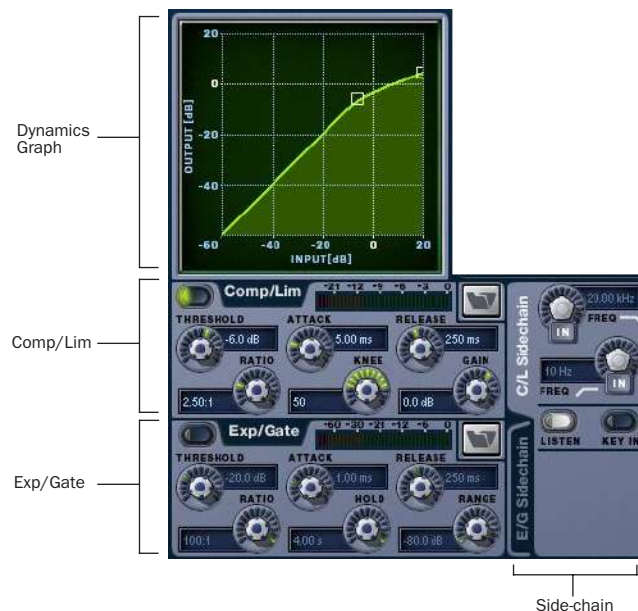 20
0
-20
-40
-60
OUTPUT [dB]
-40
-20
0
20
INPUT[dB]
Dynamics
Graph
Comp/Lim
Comp/Lim
-21 -12 -9 -6 -3 0
THRESHOLD ATTACK RELEASE
-6.0 dB 5.00 ms 250 ms
RATIO KNEE GAIN
2.50:1 50 0.0 dB
Exp/Gate
Exp/Gate
-60 -30 -21 -12 -6 0
THRESHOLD ATTACK RELEASE
-20.0 dB 1.00 ms 250 ms
RATIO HOLD RANGE
100:1 4.00 s -80.0 dB
C/L Sidechain
20.00 kHz
FREQ
IN
10 Hz
FREQ
IN
LISTEN KEY IN
E/G Sidechain
Side-chain